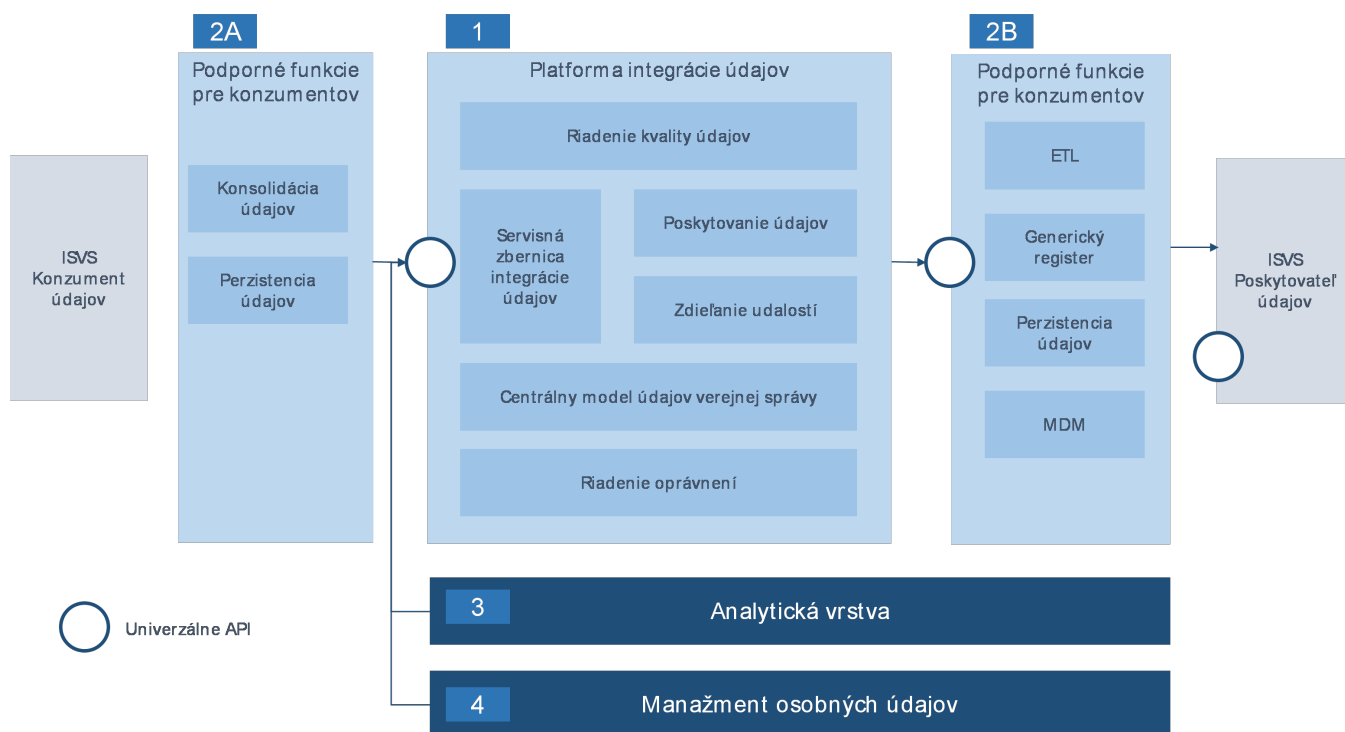 2A
Podporné funkcie
pre konzumentov
Konsolidácia
údajov
Perzistencia
údajov
ISVS
Konzument
údajov
1
Platforma integrácie údajov
Riadenie kvality údajov
Servisná
zbernica
integrácie
údajov
Poskytovanie údajov
Zdieľanie udalostí
Centrálny model údajov verejnej správy
Riadenie oprávnení
2B
Podporné funkcie
pre konzumentov
ETL
Generický
register
Perzistencia
údajov
MDM
ISVS
Poskytovateľ
údajov
3
Analytická vrstva
4
Manažment osobných údajov
Univerzálne API